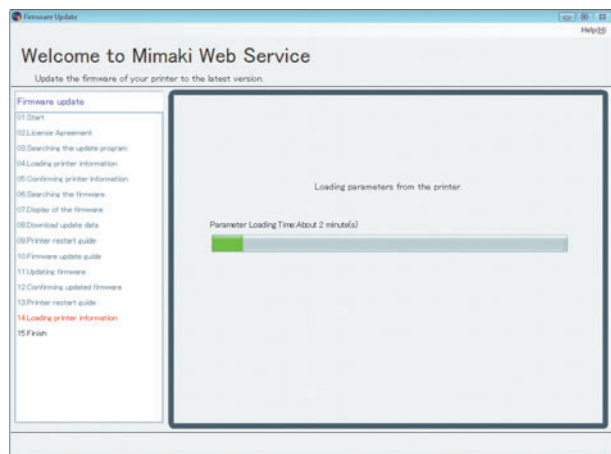 Firmware Update
Help(H)
Welcome to Mimaki Web Service
Update the firmware of your printer to the latest version.
Firmware update
01.Start
02.License Agreement
03.Searching the update program
04.Loading printer information
05.Confirming printer information
06.Searching the firmware
07.Display of the firmware
08.Download update data
09.Printer restart guide
10.Firmware update guide
11.Updating firmware
12.Confirming updated firmware
13.Printer restart guide
14.Loading printer information
15.Finish
Loading parameters from the printer.
Parameter Loading Time:About 2 minute(s)